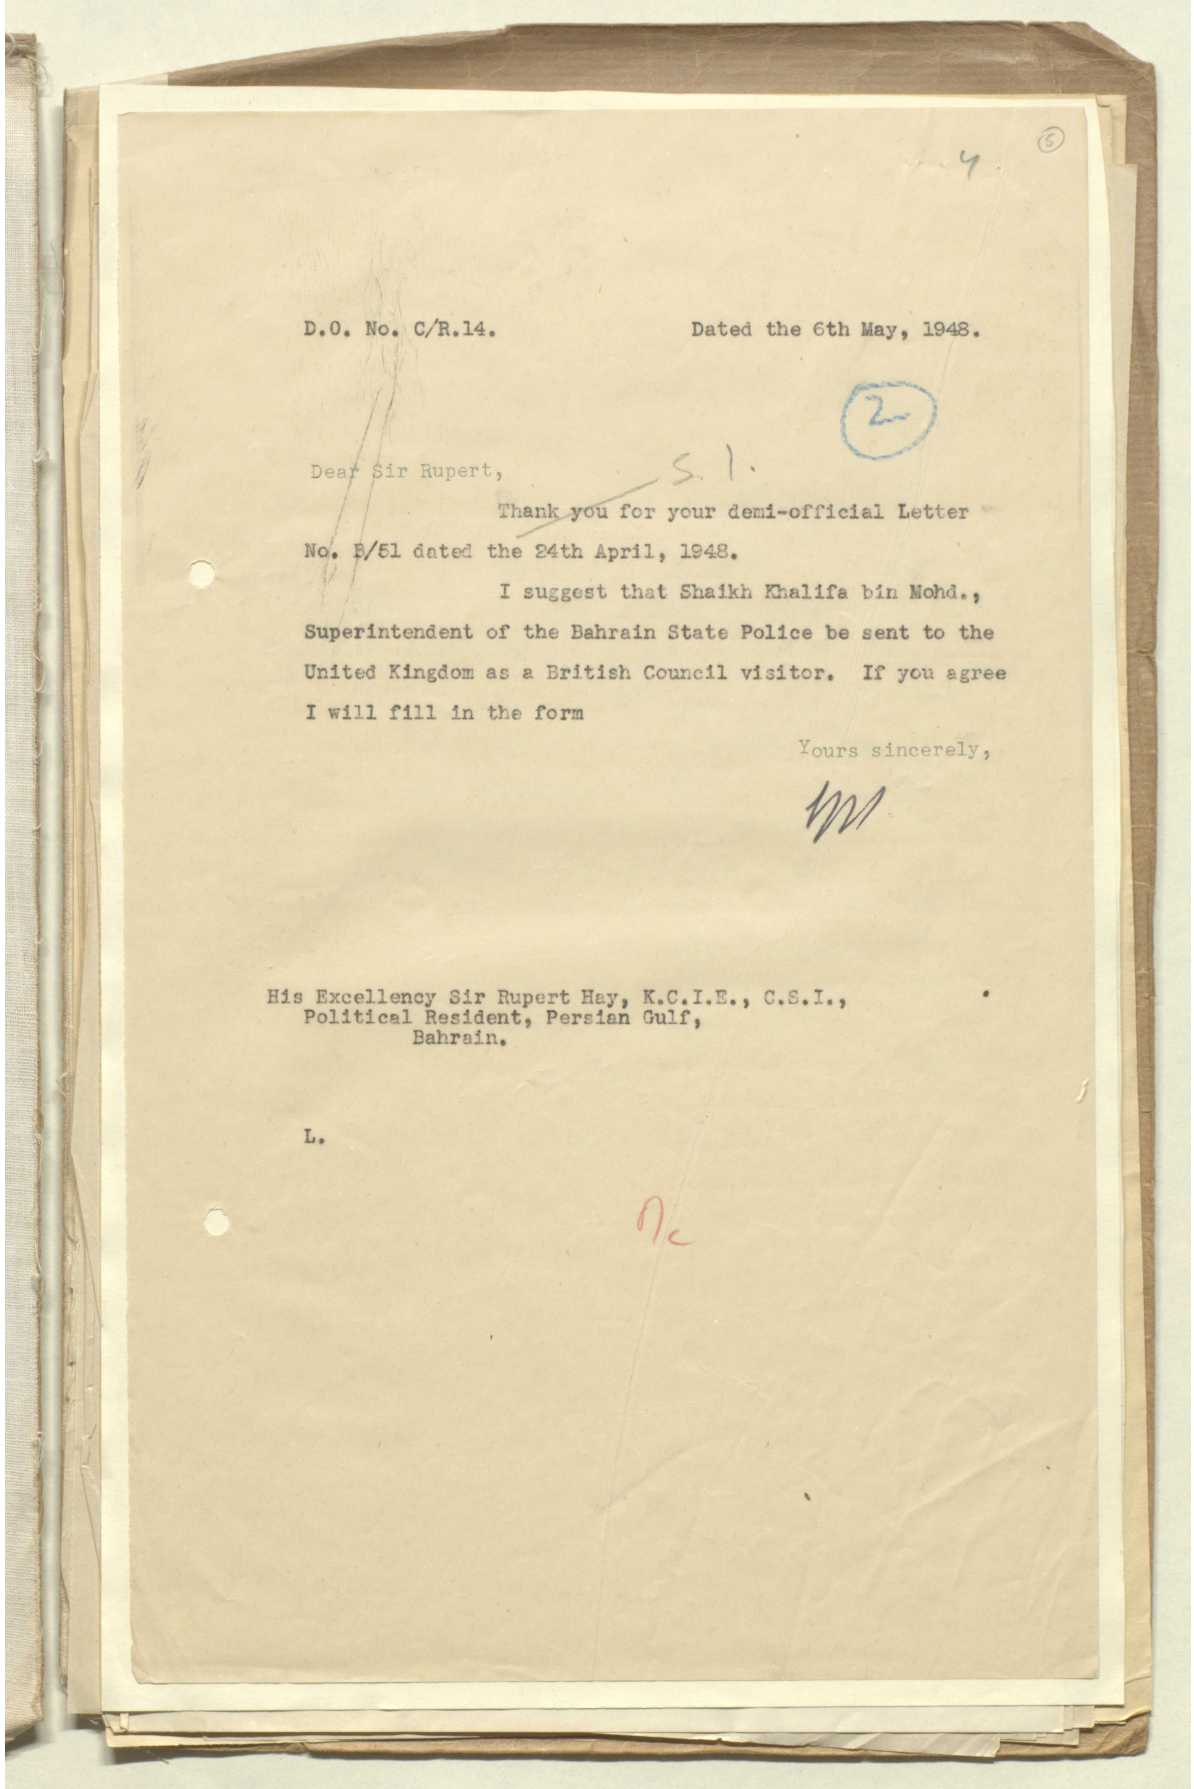 5
4
D.O. No. C/R.14. Dated the 6th May, 1948.
2
Dear Sir Rupert,
S. 1.
Thank you for your demi-official Letter
No. B/51 dated the 24th April, 1948.
I suggest that Shaikh Khalifa bin Mohd.,
Superintendent of the Bahrain State Police be sent to the
United Kingdom as a British Council visitor. If you agree
I will fill in the form
Yours sincerely,
His Excellency Sir Rupert Hay, K.C.I.E., C.S.I.,
Political Resident, Persian Gulf,
Bahrain.
L.